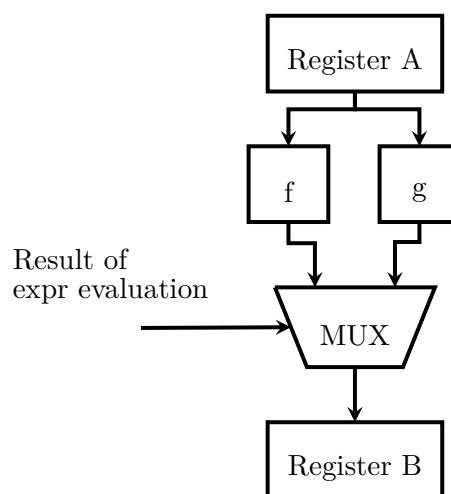 Register A
f
g
Result of
expr evaluation
MUX
Register B